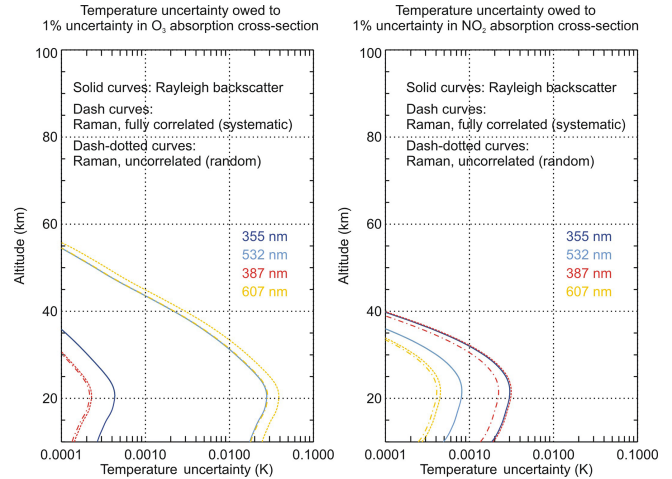 Temperature uncertainty owed to
1% uncertainty in O₃ absorption cross-section
100
80
60
40
20
Altitude (km)
Solid curves: Rayleigh backscatter
Dash curves:
Raman, fully correlated (systematic)
Dash-dotted curves:
Raman, uncorrelated (random)
355 nm
532 nm
387 nm
607 nm
0.0001
0.0010
0.0100
0.1000
Temperature uncertainty (K)
Temperature uncertainty owed to
1% uncertainty in NO₂ absorption cross-section
100
80
60
40
20
Altitude (km)
Solid curves: Rayleigh backscatter
Dash curves:
Raman, fully correlated (systematic)
Dash-dotted curves:
Raman, uncorrelated (random)
355 nm
532 nm
387 nm
607 nm
0.0001
0.0010
0.0100
0.1000
Temperature uncertainty (K)